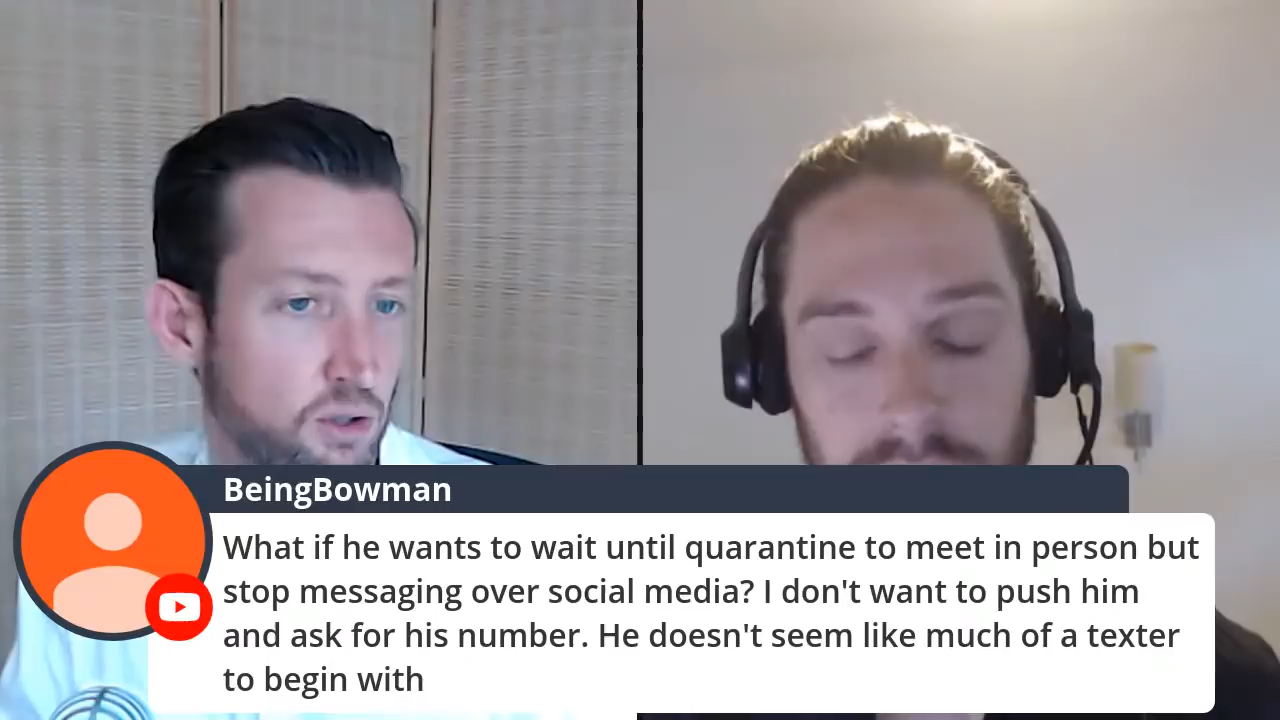 BeingBowman
What if he wants to wait until quarantine to meet in person but
stop messaging over social media? I don't want to push him
and ask for his number. He doesn't seem like much of a texter
to begin with